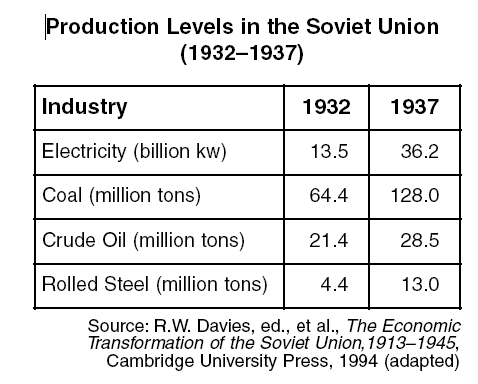 Production Levels in the Soviet Union
(1932–1937)
Industry 1932 1937
Electricity (billion kw) 13.5 36.2
Coal (million tons) 64.4 128.0
Crude Oil (million tons) 21.4 28.5
Rolled Steel (million tons) 4.4 13.0
Source: R.W. Davies, ed., et al., The Economic
Transformation of the Soviet Union,1913–1945,
Cambridge University Press, 1994 (adapted)